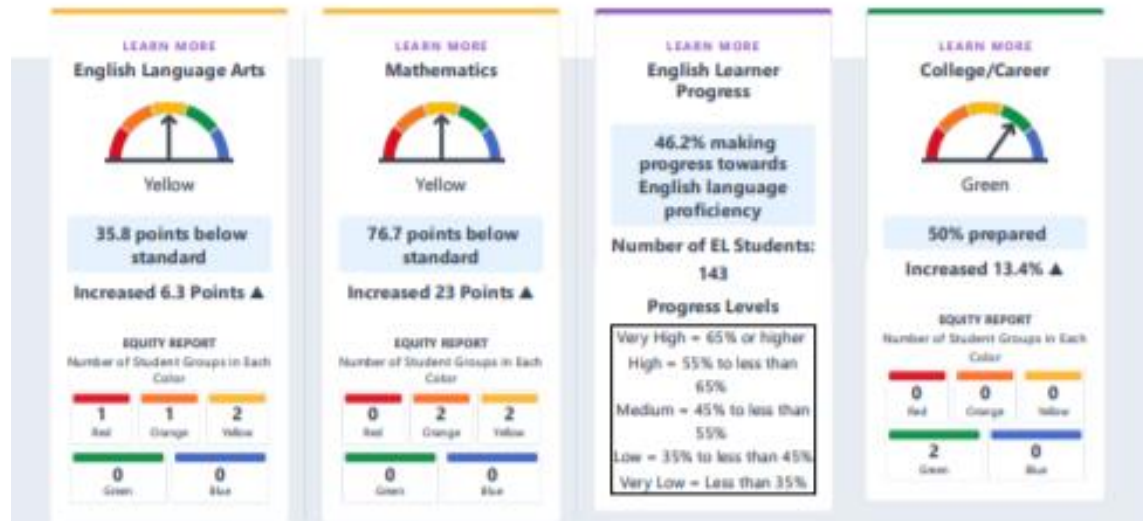 LEARN MORE
English Language Arts
Yellow
35.8 points below
standard
Increased 6.3 Points ▲
EQUITY REPORT
Number of Student Groups in Each
Color
1
Red
1
Orange
2
Yellow
0
Green
0
Blue
LEARN MORE
Mathematics
Yellow
76.7 points below
standard
Increased 23 Points ▲
EQUITY REPORT
Number of Student Groups in Each
Color
0
Red
2
Orange
2
Yellow
0
Green
0
Blue
LEARN MORE
English Learner
Progress
46.2% making
progress towards
English language
proficiency
Number of EL Students:
143
Progress Levels
Very High = 65% or higher
High = 55% to less than
65%
Medium = 45% to less than
55%
Low = 35% to less than 45%
Very Low = Less than 35%
LEARN MORE
College/Career
Green
50% prepared
Increased 13.4% ▲
EQUITY REPORT
Number of Student Groups in Each
Color
0
Red
0
Orange
0
Yellow
2
Green
0
Blue